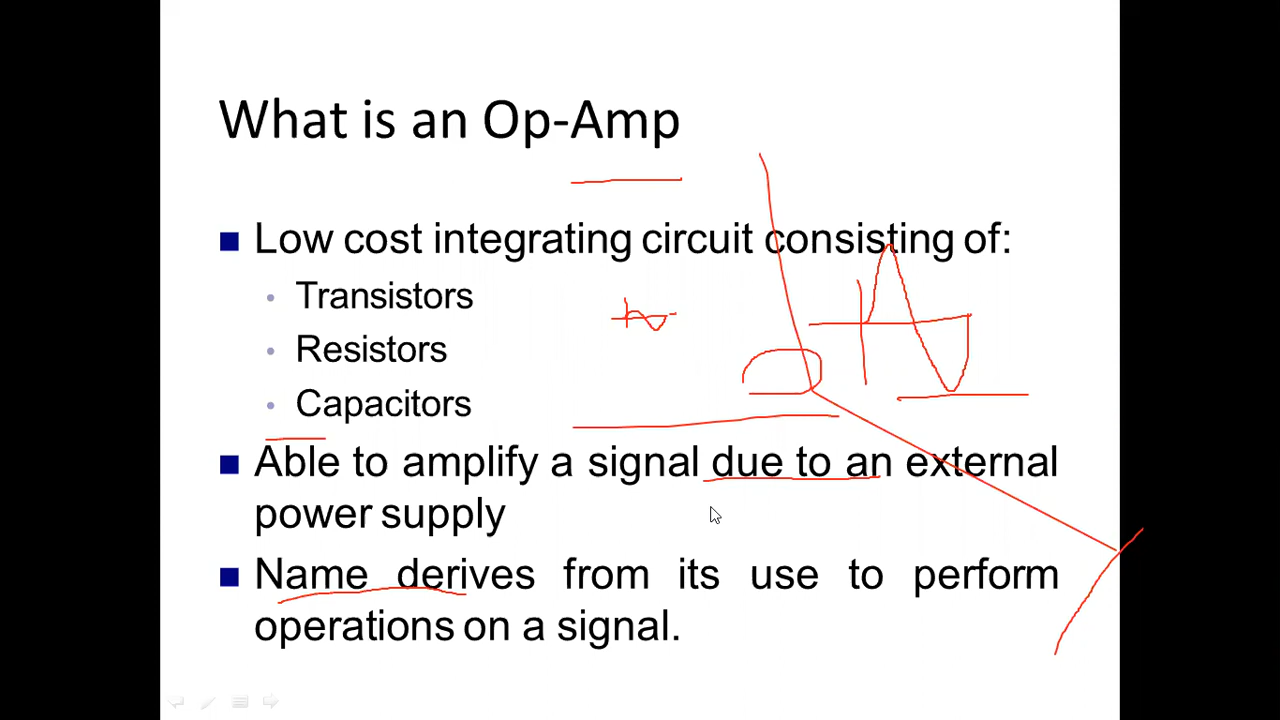 What is an Op-Amp
Low cost integrating circuit consisting of:
Transistors
Resistors
Capacitors
Able to amplify a signal due to an external
power supply
Name derives from its use to perform
operations on a signal.